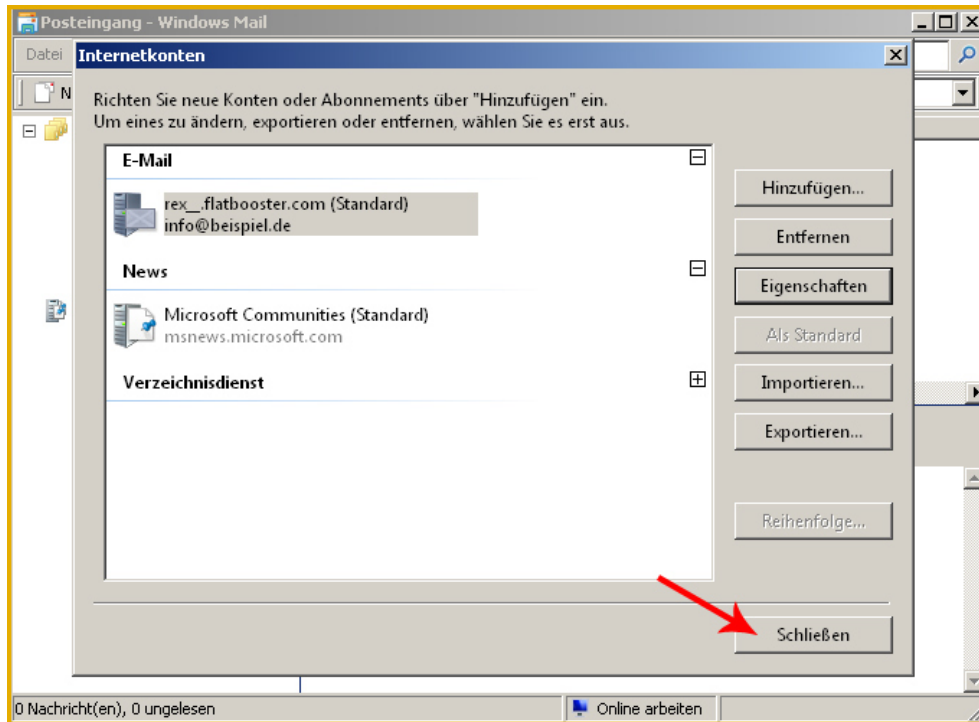 Posteingang - Windows Mail
Datei
Internetkonten
N
Richten Sie neue Konten oder Abonnements über "Hinzufügen" ein.
Um eines zu ändern, exportieren oder entfernen, wählen Sie es erst aus.
E-Mail
rex__.flatbooster.com (Standard)
info@beispiel.de
News
Microsoft Communities (Standard)
msnews.microsoft.com
Verzeichnisdienst
Hinzufügen...
Entfernen
Eigenschaften
Als Standard
Importieren...
Exportieren...
Reihenfolge...
Schließen
0 Nachricht(en), 0 ungelesen
Online arbeiten